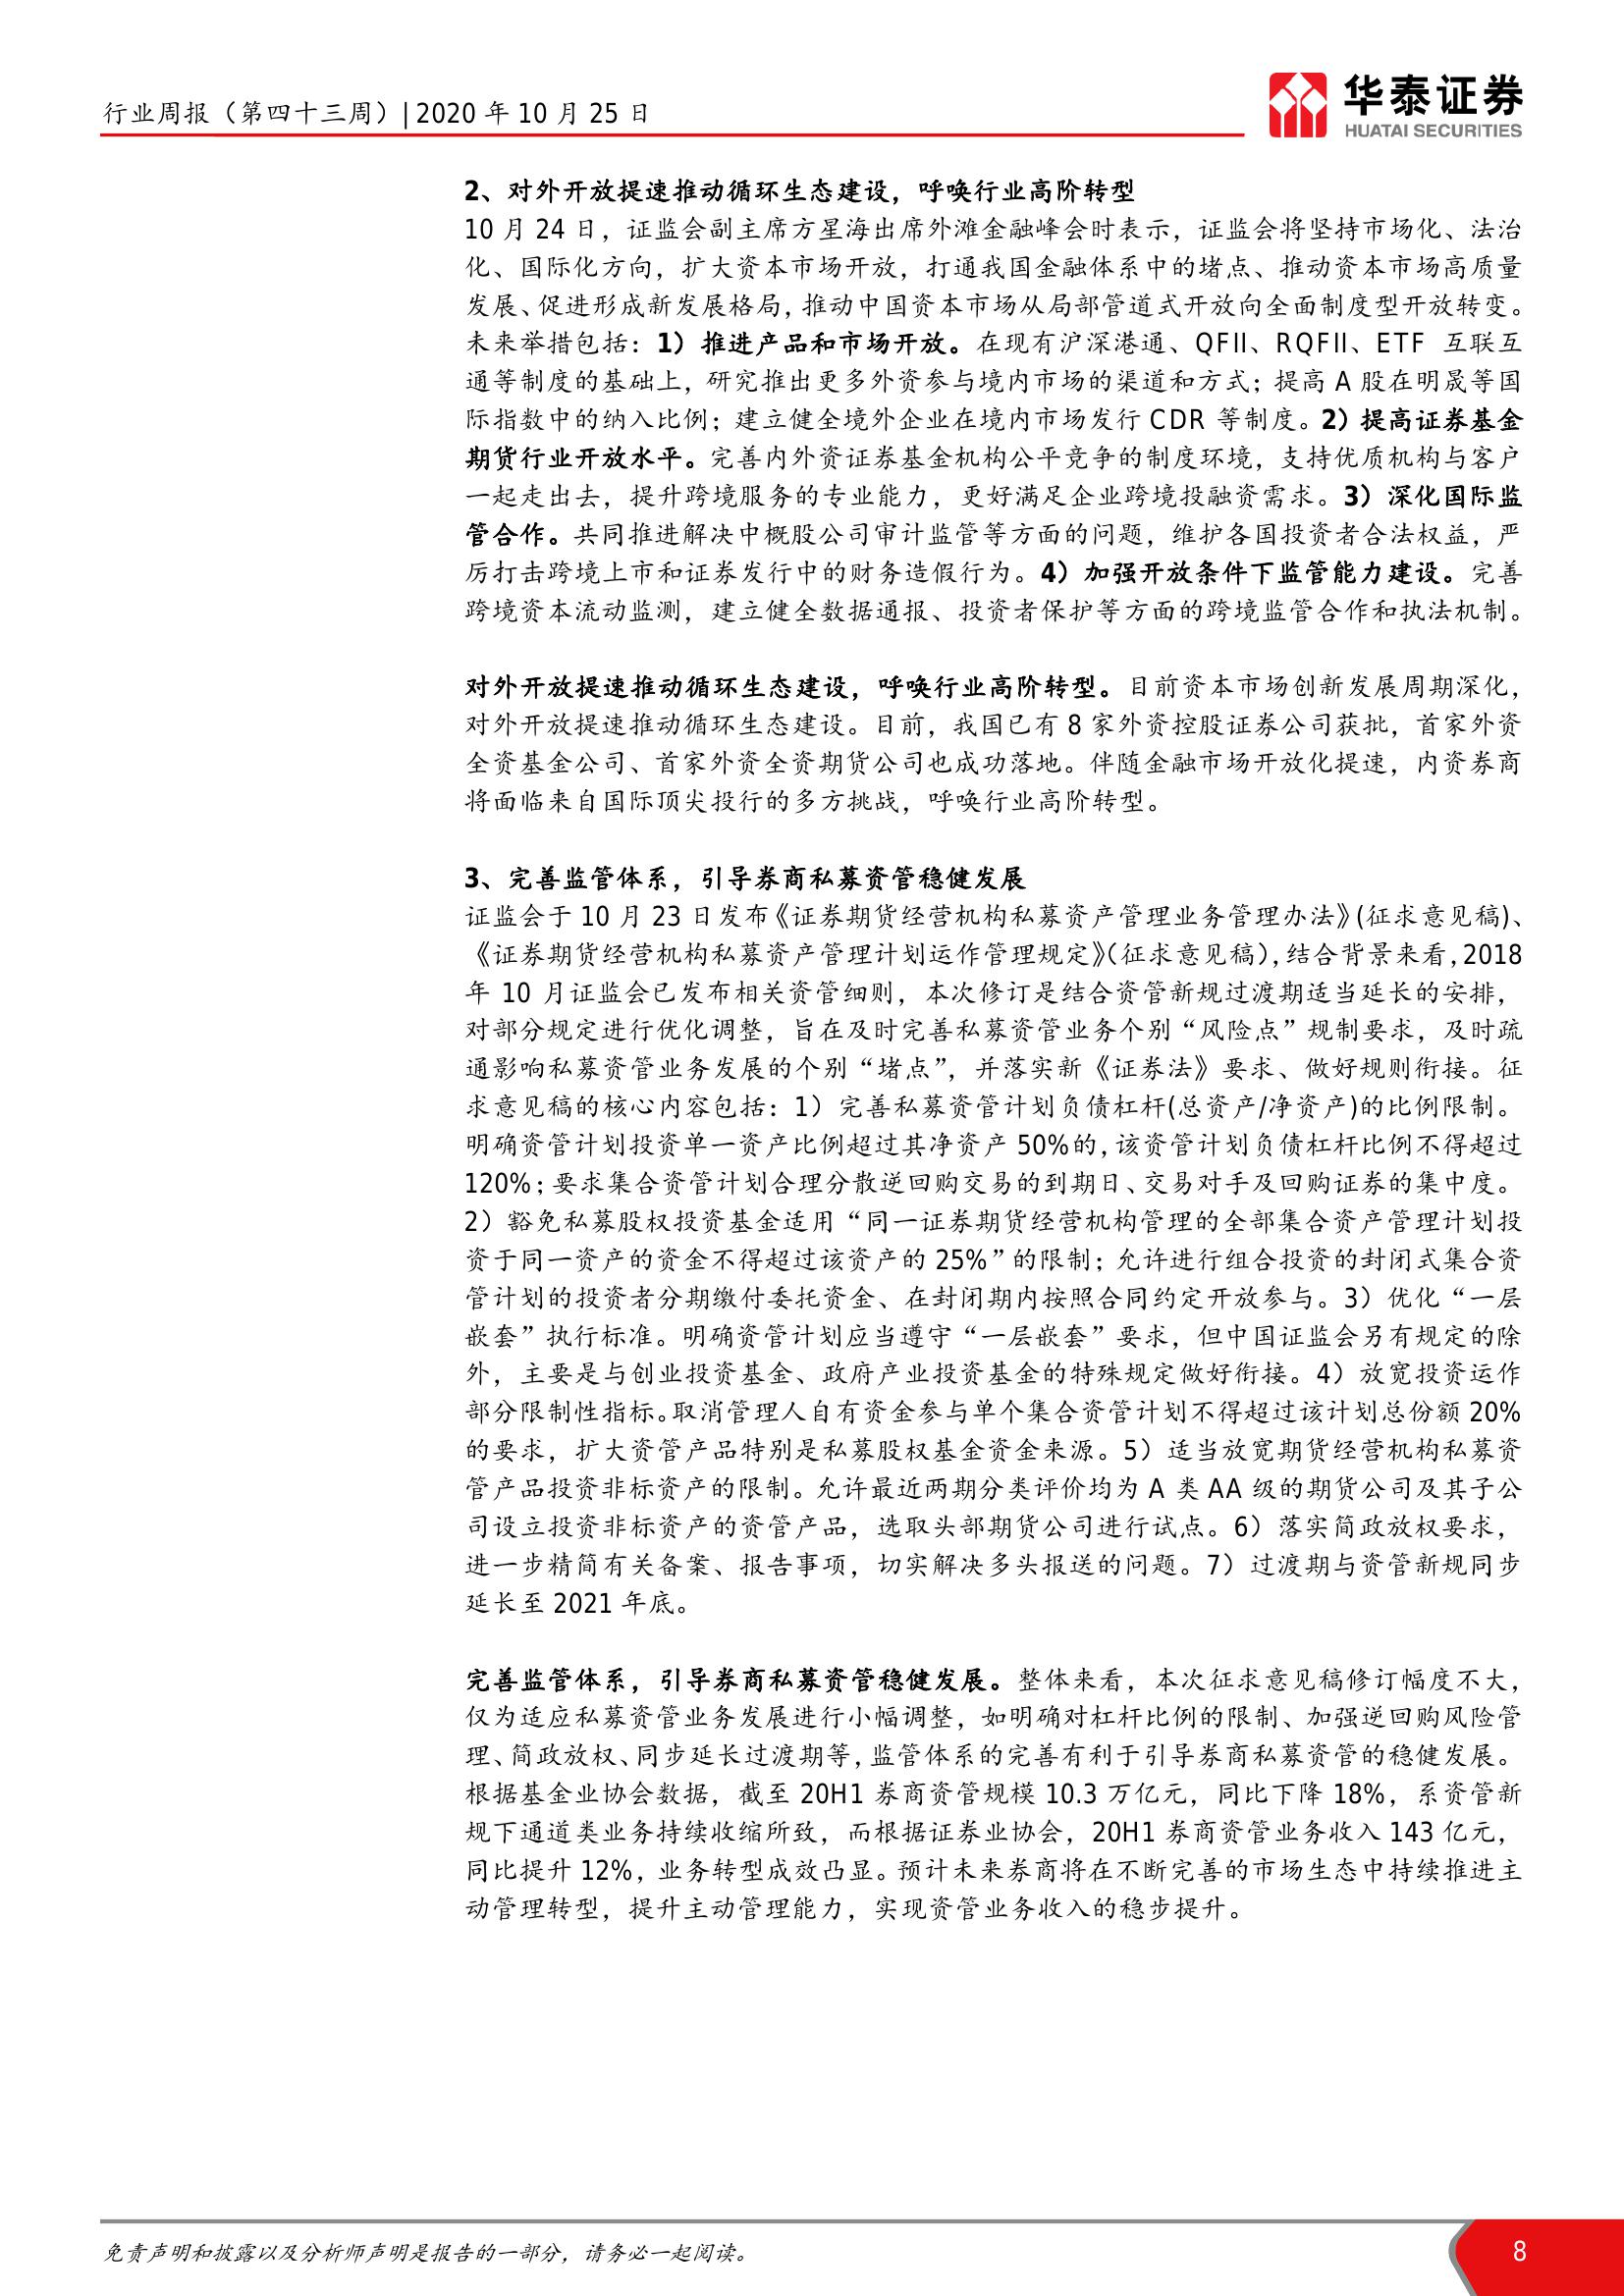 行业周报（第四十三周）| 2020 年 10 月 25 日
华泰证券
HUATAI SECURITIES
2、对外开放提速推动循环生态建设，呼唤行业高阶转型
10 月 24 日，证监会副主席方星海出席外滩金融峰会时表示，证监会将坚持市场化、法治
化、国际化方向，扩大资本市场开放，打通我国金融体系中的堵点、推动资本市场高质量
发展、促进形成新发展格局，推动中国资本市场从局部管道式开放向全面制度型开放转变。
未来举措包括：1）推进产品和市场开放。在现有沪深港通、QFII、RQFII、ETF 互联互
通等制度的基础上，研究推出更多外资参与境内市场的渠道和方式；提高 A 股在明晟等国
际指数中的纳入比例；建立健全境外企业在境内市场发行 CDR 等制度。2）提高证券基金
期货行业开放水平。完善内外资证券基金机构公平竞争的制度环境，支持优质机构与客户
一起走出去，提升跨境服务的专业能力，更好满足企业跨境投融资需求。3）深化国际监
管合作。共同推进解决中概股公司审计监管等方面的问题，维护各国投资者合法权益，严
厉打击跨境上市和证券发行中的财务造假行为。4）加强开放条件下监管能力建设。完善
跨境资本流动监测，建立健全数据通报、投资者保护等方面的跨境监管合作和执法机制。
对外开放提速推动循环生态建设，呼唤行业高阶转型。目前资本市场创新发展周期深化，
对外开放提速推动循环生态建设。目前，我国已有 8 家外资控股证券公司获批，首家外资
全资基金公司、首家外资全资期货公司也成功落地。伴随金融市场开放化提速，内资券商
将面临来自国际顶尖投行的多方挑战，呼唤行业高阶转型。
3、完善监管体系，引导券商私募资管稳健发展
证监会于 10 月 23 日发布《证券期货经营机构私募资产管理业务管理办法》(征求意见稿)、
《证券期货经营机构私募资产管理计划运作管理规定》（征求意见稿），结合背景来看，2018
年 10 月证监会已发布相关资管细则，本次修订是结合资管新规过渡期适当延长的安排，
对部分规定进行优化调整，旨在及时完善私募资管业务个别“风险点”规制要求，及时疏
通影响私募资管业务发展的个别“堵点”，并落实新《证券法》要求、做好规则衔接。征
求意见稿的核心内容包括：1）完善私募资管计划负债杠杆(总资产/净资产)的比例限制。
明确资管计划投资单一资产比例超过其净资产 50%的，该资管计划负债杠杆比例不得超过
120%；要求集合资管计划合理分散逆回购交易的到期日、交易对手及回购证券的集中度。
2）豁免私募股权投资基金适用“同一证券期货经营机构管理的全部集合资产管理计划投
资于同一资产的资金不得超过该资产的 25%”的限制；允许进行组合投资的封闭式集合资
管计划的投资者分期缴付委托资金、在封闭期内按照合同约定开放参与。3）优化“一层
嵌套”执行标准。明确资管计划应当遵守“一层嵌套”要求，但中国证监会另有规定的除
外，主要是与创业投资基金、政府产业投资基金的特殊规定做好衔接。4）放宽投资运作
部分限制性指标。取消管理人自有资金参与单个集合资管计划不得超过该计划总份额 20%
的要求，扩大资管产品特别是私募股权基金资金来源。5）适当放宽期货经营机构私募资
管产品投资非标资产的限制。允许最近两期分类评价均为 A 类 AA 级的期货公司及其子公
司设立投资非标资产的资管产品，选取头部期货公司进行试点。6）落实简政放权要求，
进一步精简有关备案、报告事项，切实解决多头报送的问题。7）过渡期与资管新规同步
延长至 2021 年底。
完善监管体系，引导券商私募资管稳健发展。整体来看，本次征求意见稿修订幅度不大，
仅为适应私募资管业务发展进行小幅调整，如明确对杠杆比例的限制、加强逆回购风险管
理、简政放权、同步延长过渡期等，监管体系的完善有利于引导券商私募资管的稳健发展。
根据基金业协会数据，截至 20H1 券商资管规模 10.3 万亿元，同比下降 18%，系资管新
规下通道类业务持续收缩所致，而根据证券业协会，20H1 券商资管业务收入 143 亿元，
同比提升 12%，业务转型成效凸显。预计未来券商将在不断完善的市场生态中持续推进主
动管理转型，提升主动管理能力，实现资管业务收入的稳步提升。
免责声明和披露以及分析师声明是报告的一部分，请务必一起阅读。
8